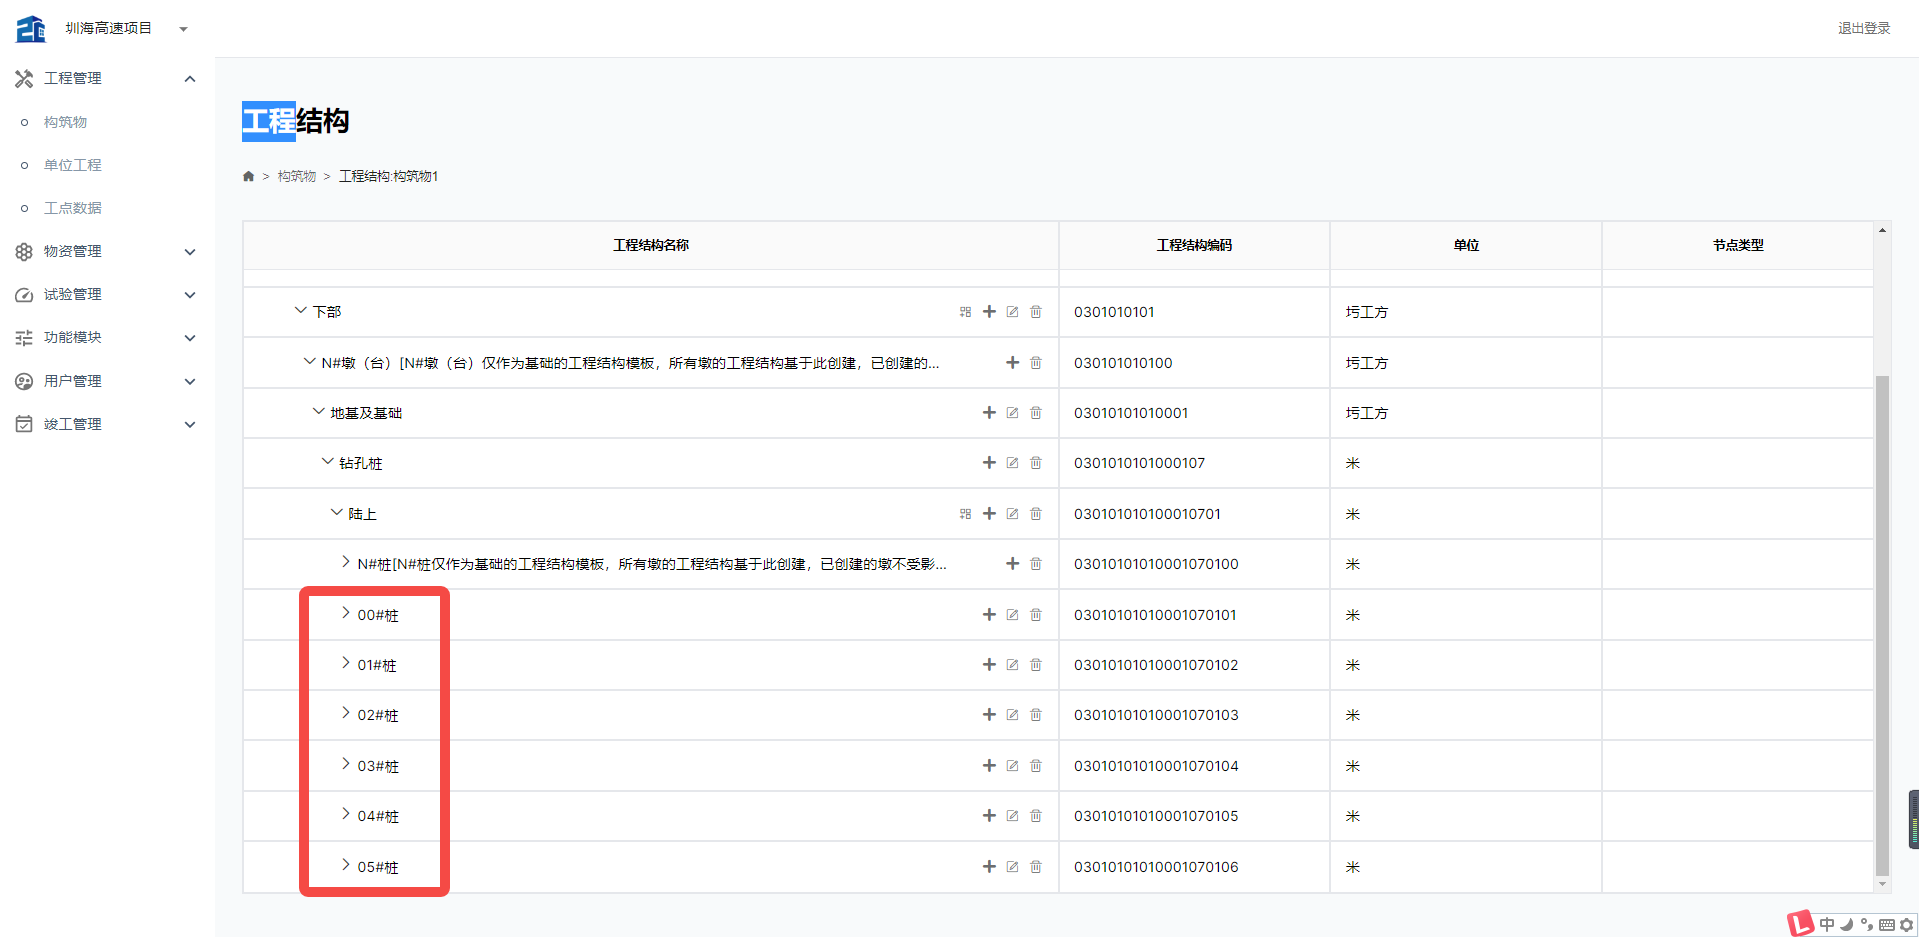 圳海高速项目
退出登录
工程管理
构筑物
单位工程
工点数据
物资管理
试验管理
功能模块
用户管理
竣工管理
工程结构
> 构筑物 > 工程结构:构筑物1
工程结构名称 工程结构编码 单位 节点类型
下部 0301010101 圬工方
N#墩（台）[N#墩（台）仅作为基础的工程结构模板，所有墩的工程结构基于此创建，已创建的... 030101010100 圬工方
地基及基础 03010101010001 圬工方
钻孔桩 0301010101000107 米
陆上 030101010100010701 米
N#桩[N#桩仅作为基础的工程结构模板，所有墩的工程结构基于此创建，已创建的墩不受影... 03010101010001070100 米
00#桩 03010101010001070101 米
01#桩 03010101010001070102 米
02#桩 03010101010001070103 米
03#桩 03010101010001070104 米
04#桩 03010101010001070105 米
05#桩 03010101010001070106 米
中